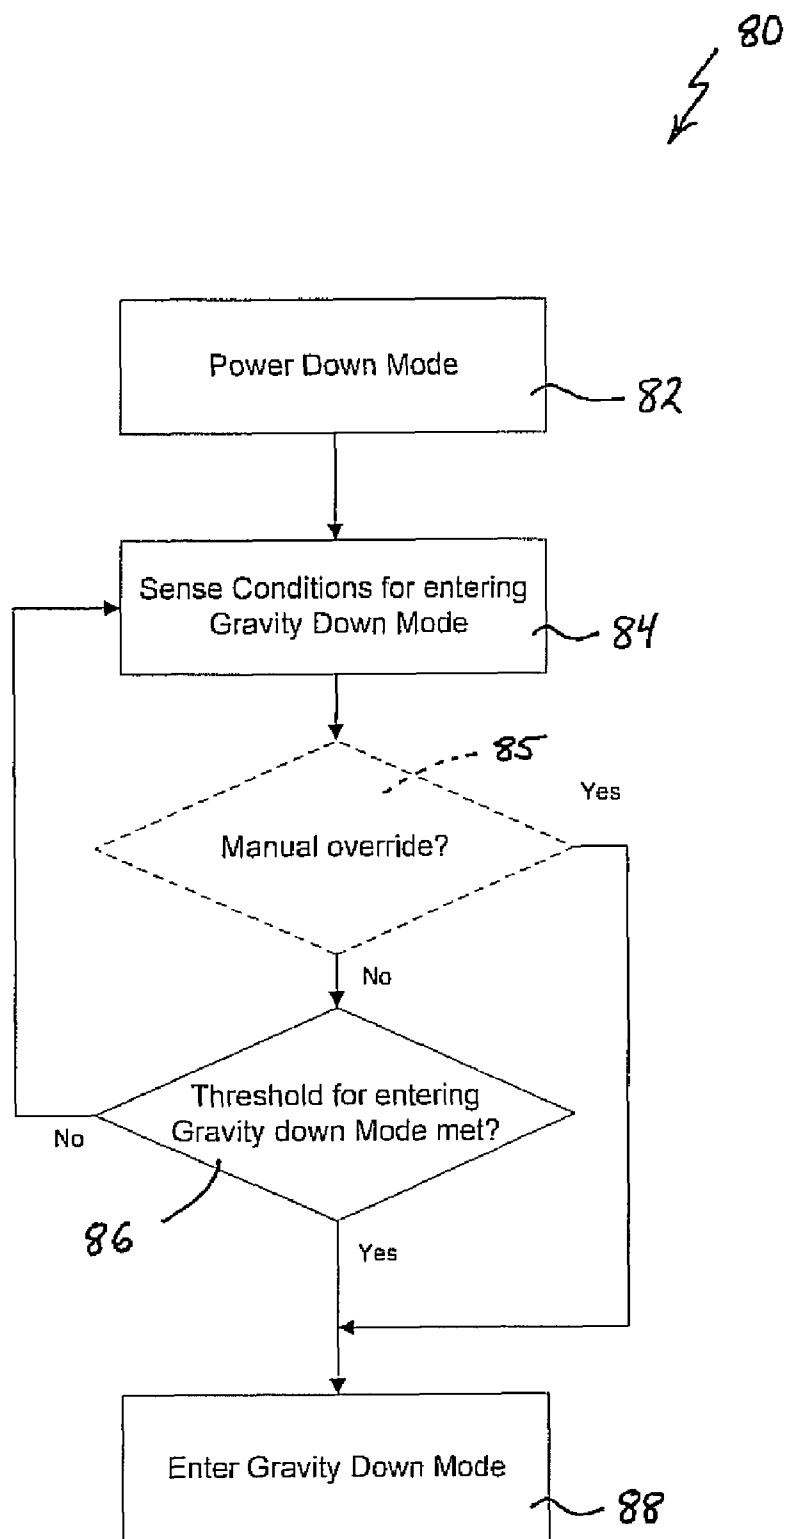 80
Power Down Mode
82
Sense Conditions for entering
Gravity Down Mode
84
85
Yes
Manual override?
No
Threshold for entering
Gravity down Mode met?
No
86
Yes
Enter Gravity Down Mode
88